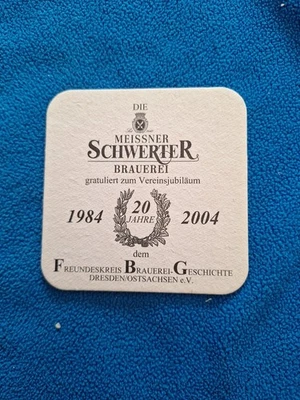 DIE
MEISSNER
SCHWERTER
BRAUEREI
gratuliert zum Vereinsjubiläum
1984 20 JAHRE 2004
dem
FREUNDESKREIS BRAUEREI-GESCHICHTE
DRESDEN/OSTSACHSEN e.V.